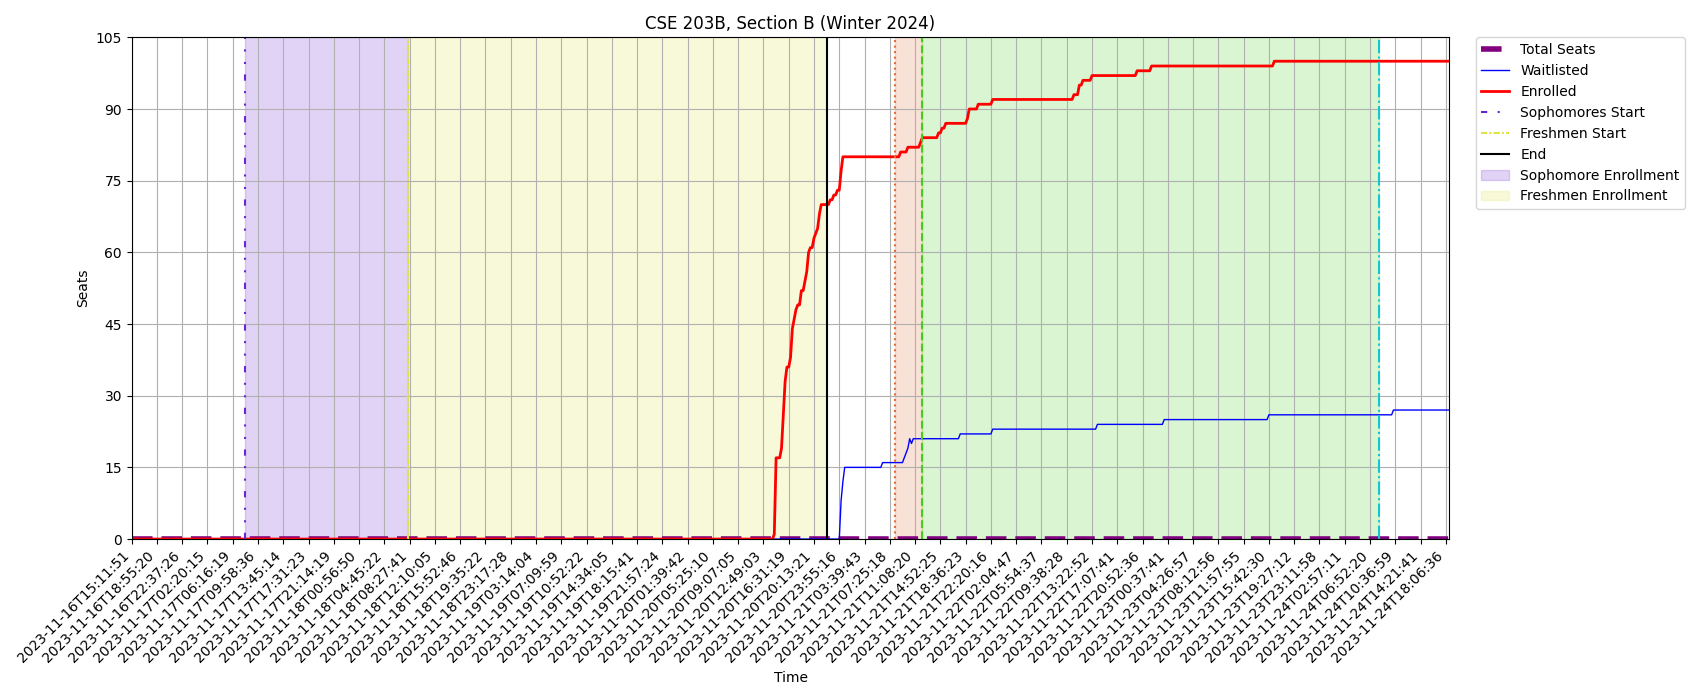 CSE 203B, Section B (Winter 2024)
105
90
75
60
45
30
15
0
Seats
Total Seats
Waitlisted
Enrolled
Sophomores Start
Freshmen Start
End
Sophomore Enrollment
Freshmen Enrollment
2023-11-16T15:11:51
2023-11-16T18:55:20
2023-11-16T22:37:26
2023-11-17T02:20:15
2023-11-17T06:16:19
2023-11-17T09:58:36
2023-11-17T13:45:14
2023-11-17T17:31:23
2023-11-17T21:14:19
2023-11-18T00:56:50
2023-11-18T04:45:22
2023-11-18T08:27:41
2023-11-18T12:10:05
2023-11-18T15:52:46
2023-11-18T19:35:22
2023-11-18T23:17:28
2023-11-19T03:14:04
2023-11-19T07:09:59
2023-11-19T10:52:22
2023-11-19T14:34:05
2023-11-19T18:15:41
2023-11-19T21:57:24
2023-11-20T01:39:42
2023-11-20T05:25:10
2023-11-20T09:07:05
2023-11-20T12:49:03
2023-11-20T16:31:19
2023-11-20T20:13:21
2023-11-20T23:55:16
2023-11-21T03:39:43
2023-11-21T07:25:18
2023-11-21T11:08:20
2023-11-21T14:52:25
2023-11-21T18:36:23
2023-11-21T22:20:16
2023-11-22T02:04:47
2023-11-22T05:54:37
2023-11-22T09:38:28
2023-11-22T13:22:52
2023-11-22T17:07:41
2023-11-22T20:52:36
2023-11-23T00:37:41
2023-11-23T04:26:57
2023-11-23T08:12:56
2023-11-23T11:57:55
2023-11-23T15:42:30
2023-11-23T19:27:12
2023-11-23T23:11:58
2023-11-24T02:57:11
2023-11-24T06:52:20
2023-11-24T10:36:59
2023-11-24T14:21:41
2023-11-24T18:06:36
Time